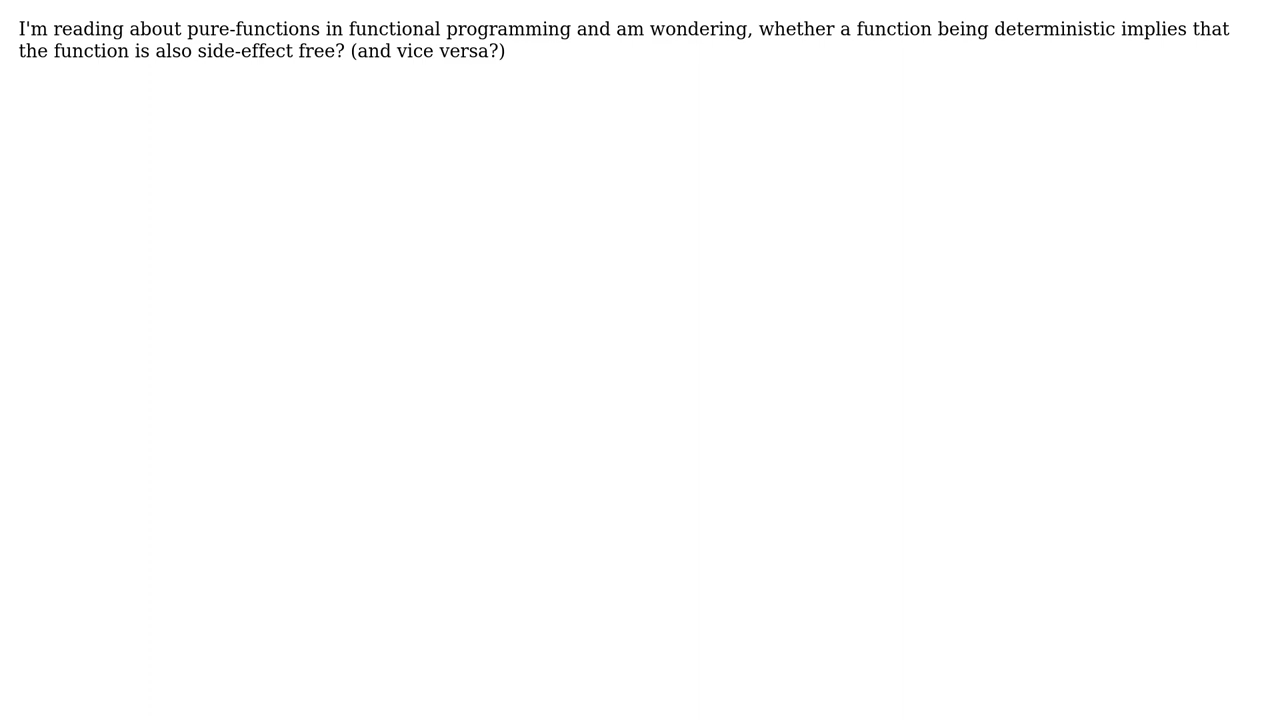 I'm reading about pure-functions in functional programming and am wondering, whether a function being deterministic implies that
the function is also side-effect free? (and vice versa?)